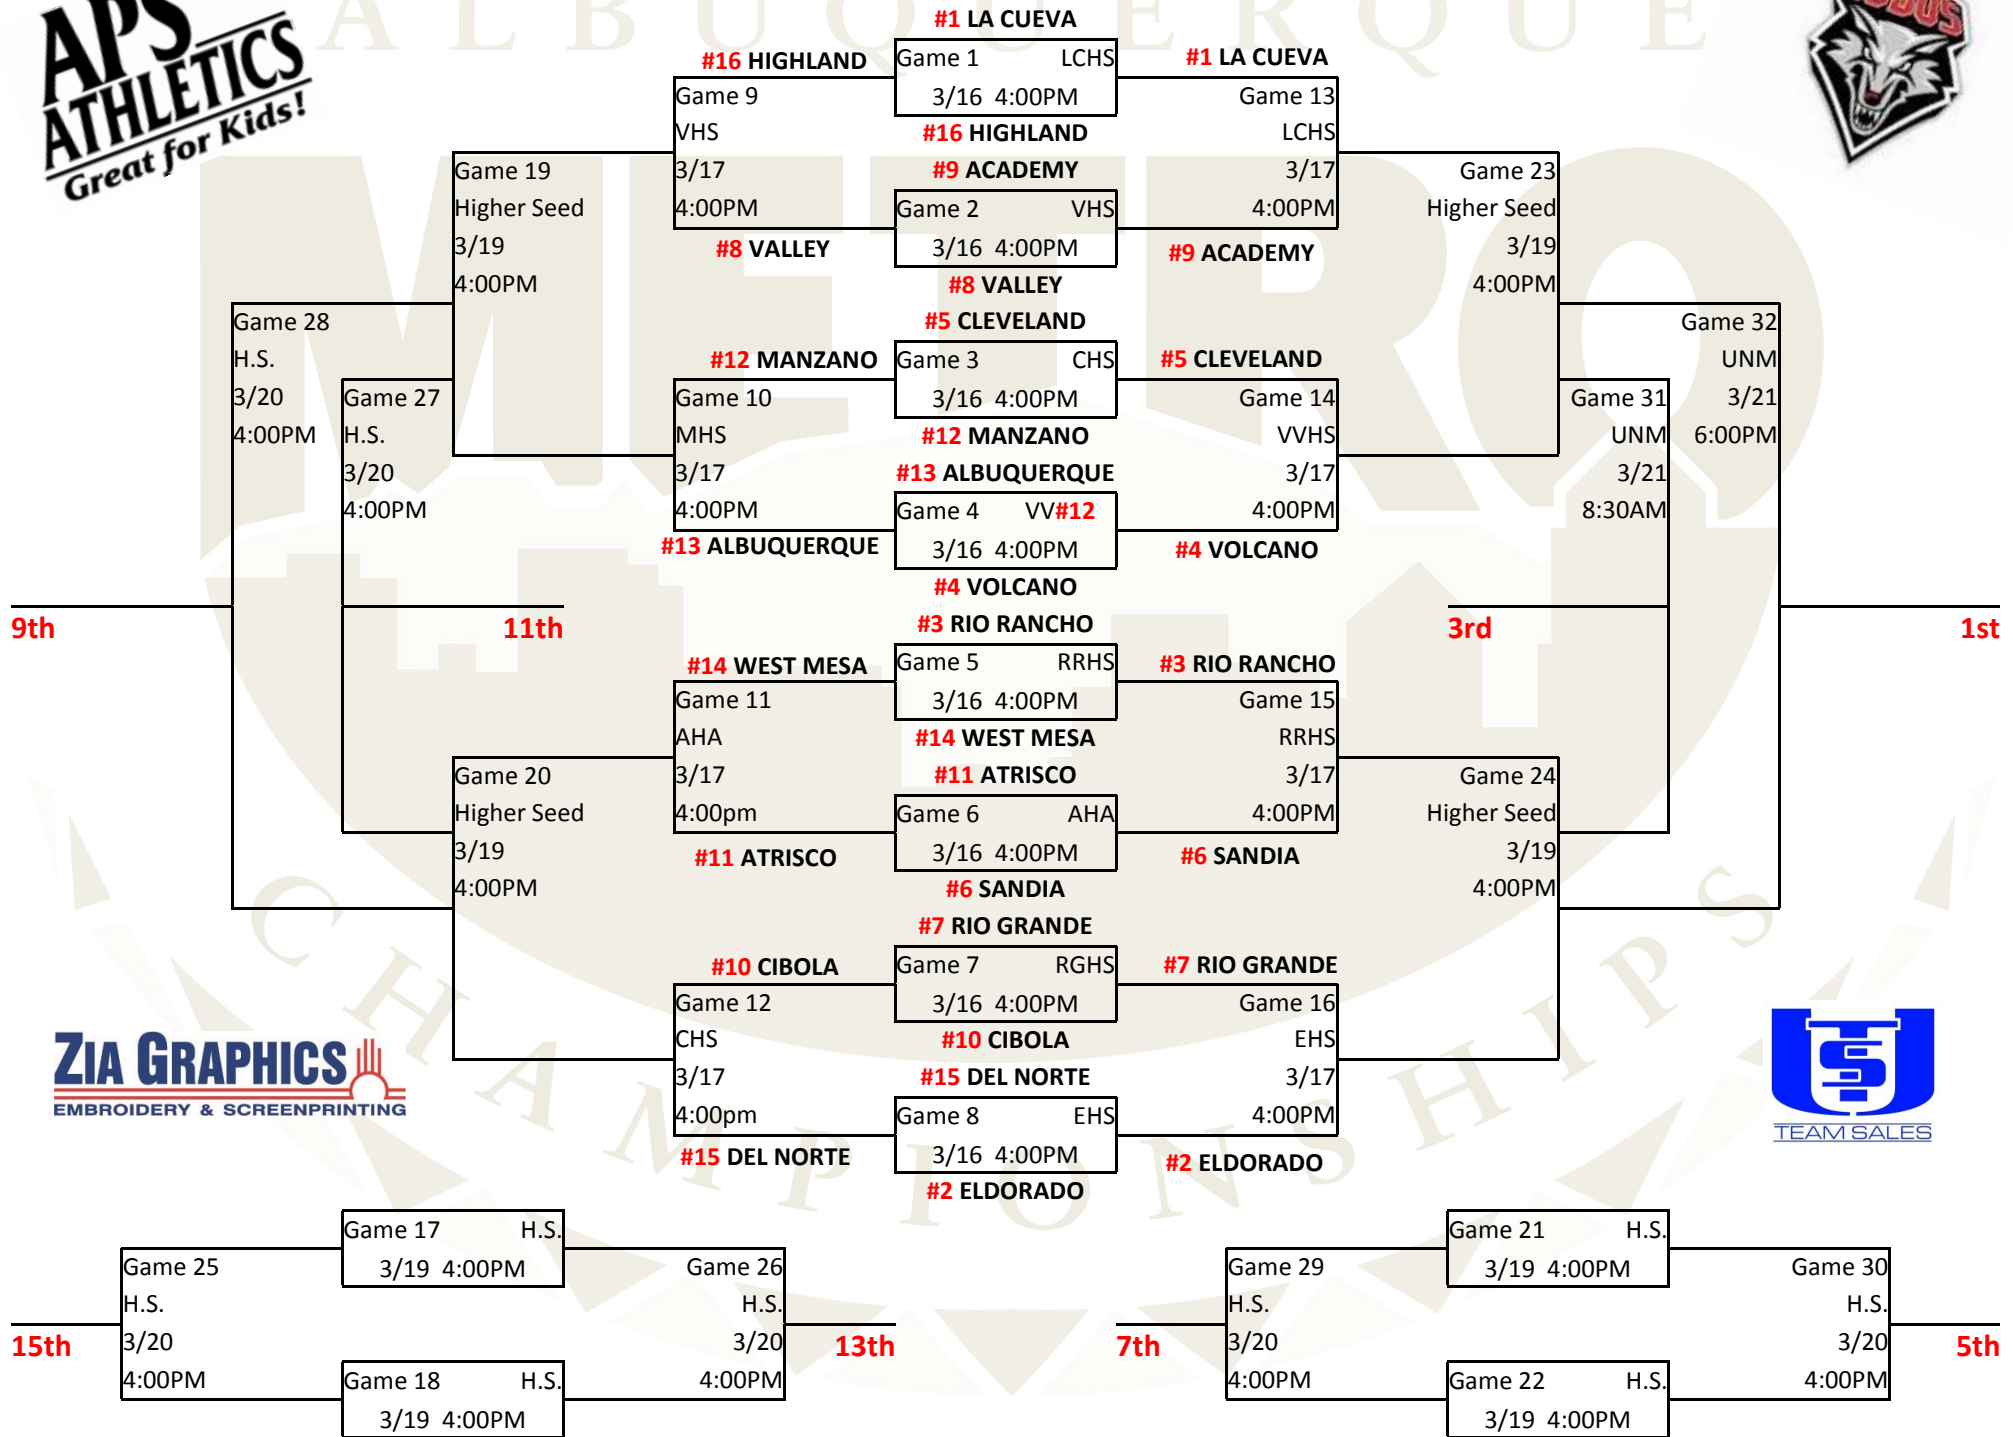 ALBUQUERQUE
METRO
CHAMPIONSHIPS
APS
ATHLETICS
Great for Kids!
#1 LA CUEVA
Game 1 LCHS
3/16 4:00PM
#16 HIGHLAND
#9 ACADEMY
Game 2 VHS
3/16 4:00PM
#8 VALLEY
#5 CLEVELAND
Game 3 CHS
3/16 4:00PM
#12 MANZANO
#13 ALBUQUERQUE
Game 4 VV#12
3/16 4:00PM
#4 VOLCANO
#3 RIO RANCHO
Game 5 RRHS
3/16 4:00PM
#14 WEST MESA
#11 ATRISCO
Game 6 AHA
3/16 4:00PM
#6 SANDIA
#7 RIO GRANDE
Game 7 RGHS
3/16 4:00PM
#10 CIBOLA
#15 DEL NORTE
Game 8 EHS
3/16 4:00PM
#2 ELDORADO
#16 HIGHLAND
Game 9
VHS
3/17
4:00PM
#8 VALLEY
#12 MANZANO
Game 10
MHS
3/17
4:00PM
#13 ALBUQUERQUE
#14 WEST MESA
Game 11
AHA
3/17
4:00pm
#11 ATRISCO
#10 CIBOLA
Game 12
CHS
3/17
4:00pm
#15 DEL NORTE
#1 LA CUEVA
Game 13
LCHS
3/17
4:00PM
#9 ACADEMY
#5 CLEVELAND
Game 14
VVHS
3/17
4:00PM
#4 VOLCANO
#3 RIO RANCHO
Game 15
RRHS
3/17
4:00PM
#6 SANDIA
#7 RIO GRANDE
Game 16
EHS
3/17
4:00PM
#2 ELDORADO
Game 19
Higher Seed
3/19
4:00PM
Game 20
Higher Seed
3/19
4:00PM
Game 23
Higher Seed
3/19
4:00PM
Game 24
Higher Seed
3/19
4:00PM
Game 28
H.S.
3/20
4:00PM
Game 27
H.S.
3/20
4:00PM
9th
11th
Game 31
UNM
3/21
8:30AM
Game 32
UNM
3/21
6:00PM
3rd
1st
ZIA GRAPHICS
EMBROIDERY & SCREENPRINTING
TEAM SALES
Game 17 H.S.
3/19 4:00PM
Game 25
H.S.
3/20
4:00PM
15th
Game 26
H.S.
3/20
4:00PM
13th
Game 18 H.S.
3/19 4:00PM
Game 21 H.S.
3/19 4:00PM
Game 29
H.S.
3/20
4:00PM
7th
Game 30
H.S.
3/20
4:00PM
5th
Game 22 H.S.
3/19 4:00PM